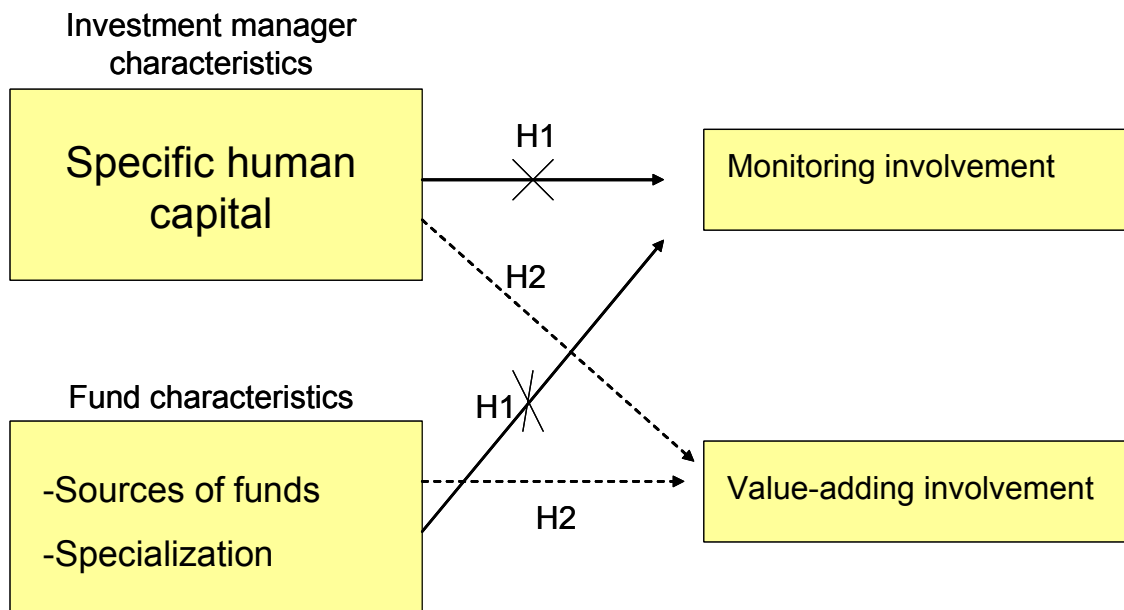 Investment manager
characteristics
Specific human
capital
H1
Monitoring involvement
H2
Fund characteristics
H1
-Sources of funds
-Specialization
H2
Value-adding involvement